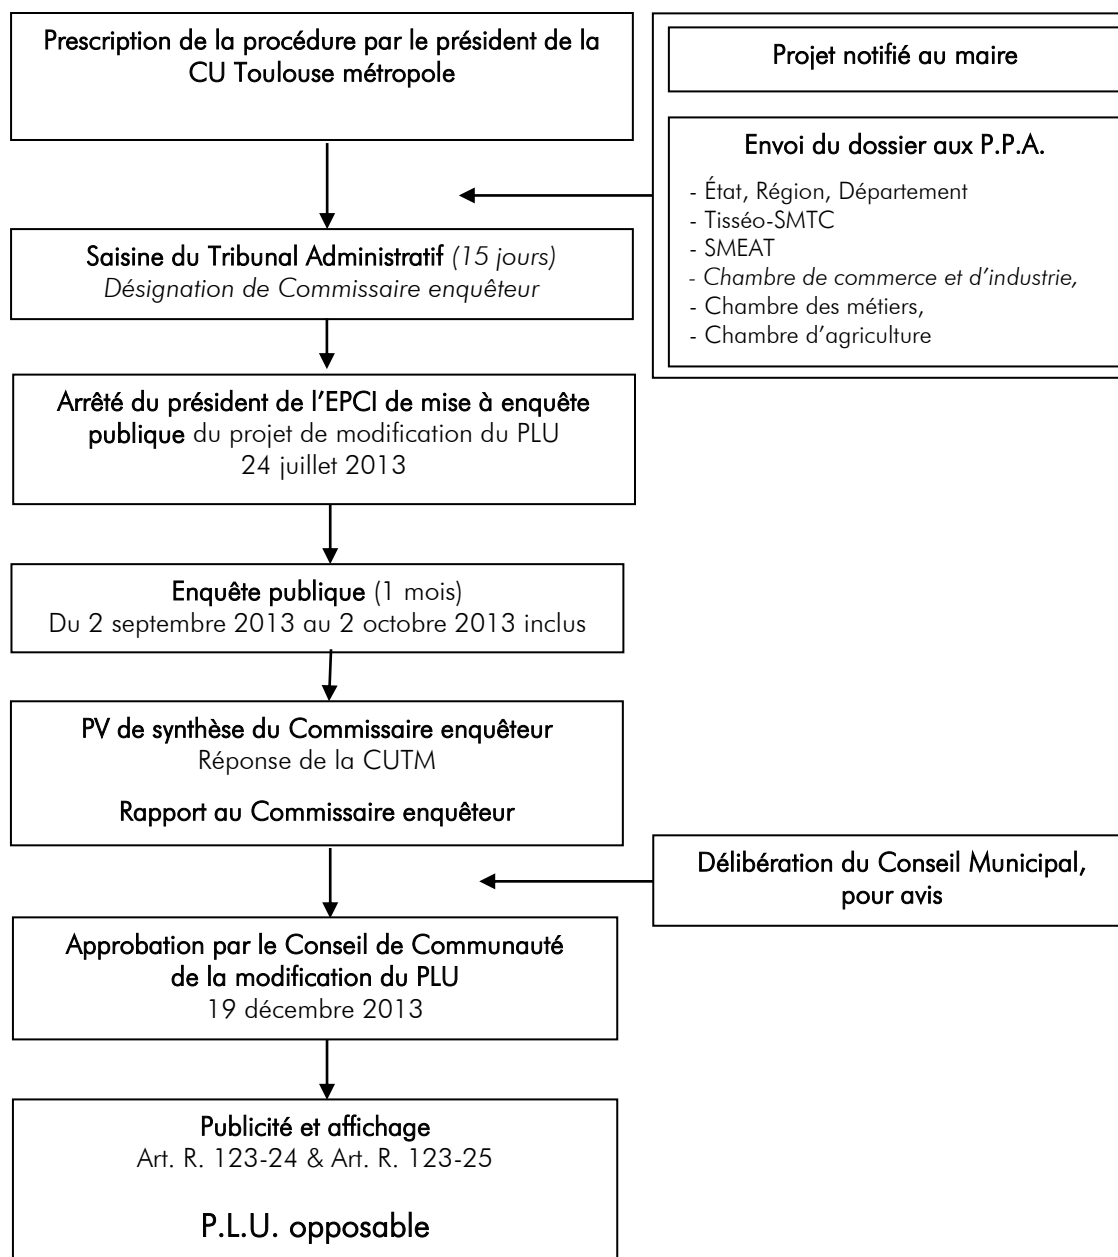 Prescription de la procédure par le président de la
CU Toulouse métropole
Projet notifié au maire
Envoi du dossier aux P.P.A.
- État, Région, Département
- Tisséo-SMTC
- SMEAT
- Chambre de commerce et d'industrie,
- Chambre des métiers,
- Chambre d'agriculture
Saisine du Tribunal Administratif (15 jours)
Désignation de Commissaire enquêteur
Arrêté du président de l'EPCI de mise à enquête
publique du projet de modification du PLU
24 juillet 2013
Enquête publique (1 mois)
Du 2 septembre 2013 au 2 octobre 2013 inclus
PV de synthèse du Commissaire enquêteur
Réponse de la CUTM
Rapport au Commissaire enquêteur
Délibération du Conseil Municipal,
pour avis
Approbation par le Conseil de Communauté
de la modification du PLU
19 décembre 2013
Publicité et affichage
Art. R. 123-24 & Art. R. 123-25
P.L.U. opposable